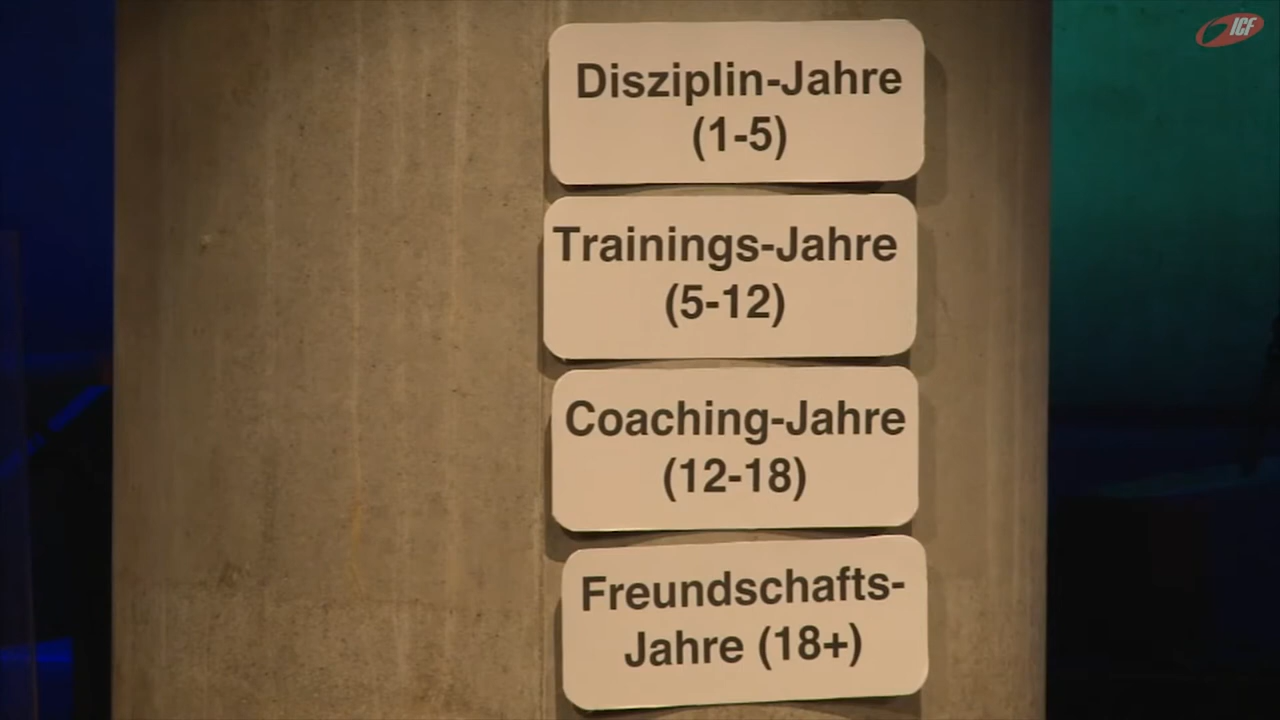 ICF
Disziplin-Jahre
(1-5)
Trainings-Jahre
(5-12)
Coaching-Jahre
(12-18)
Freundschafts-
Jahre (18+)